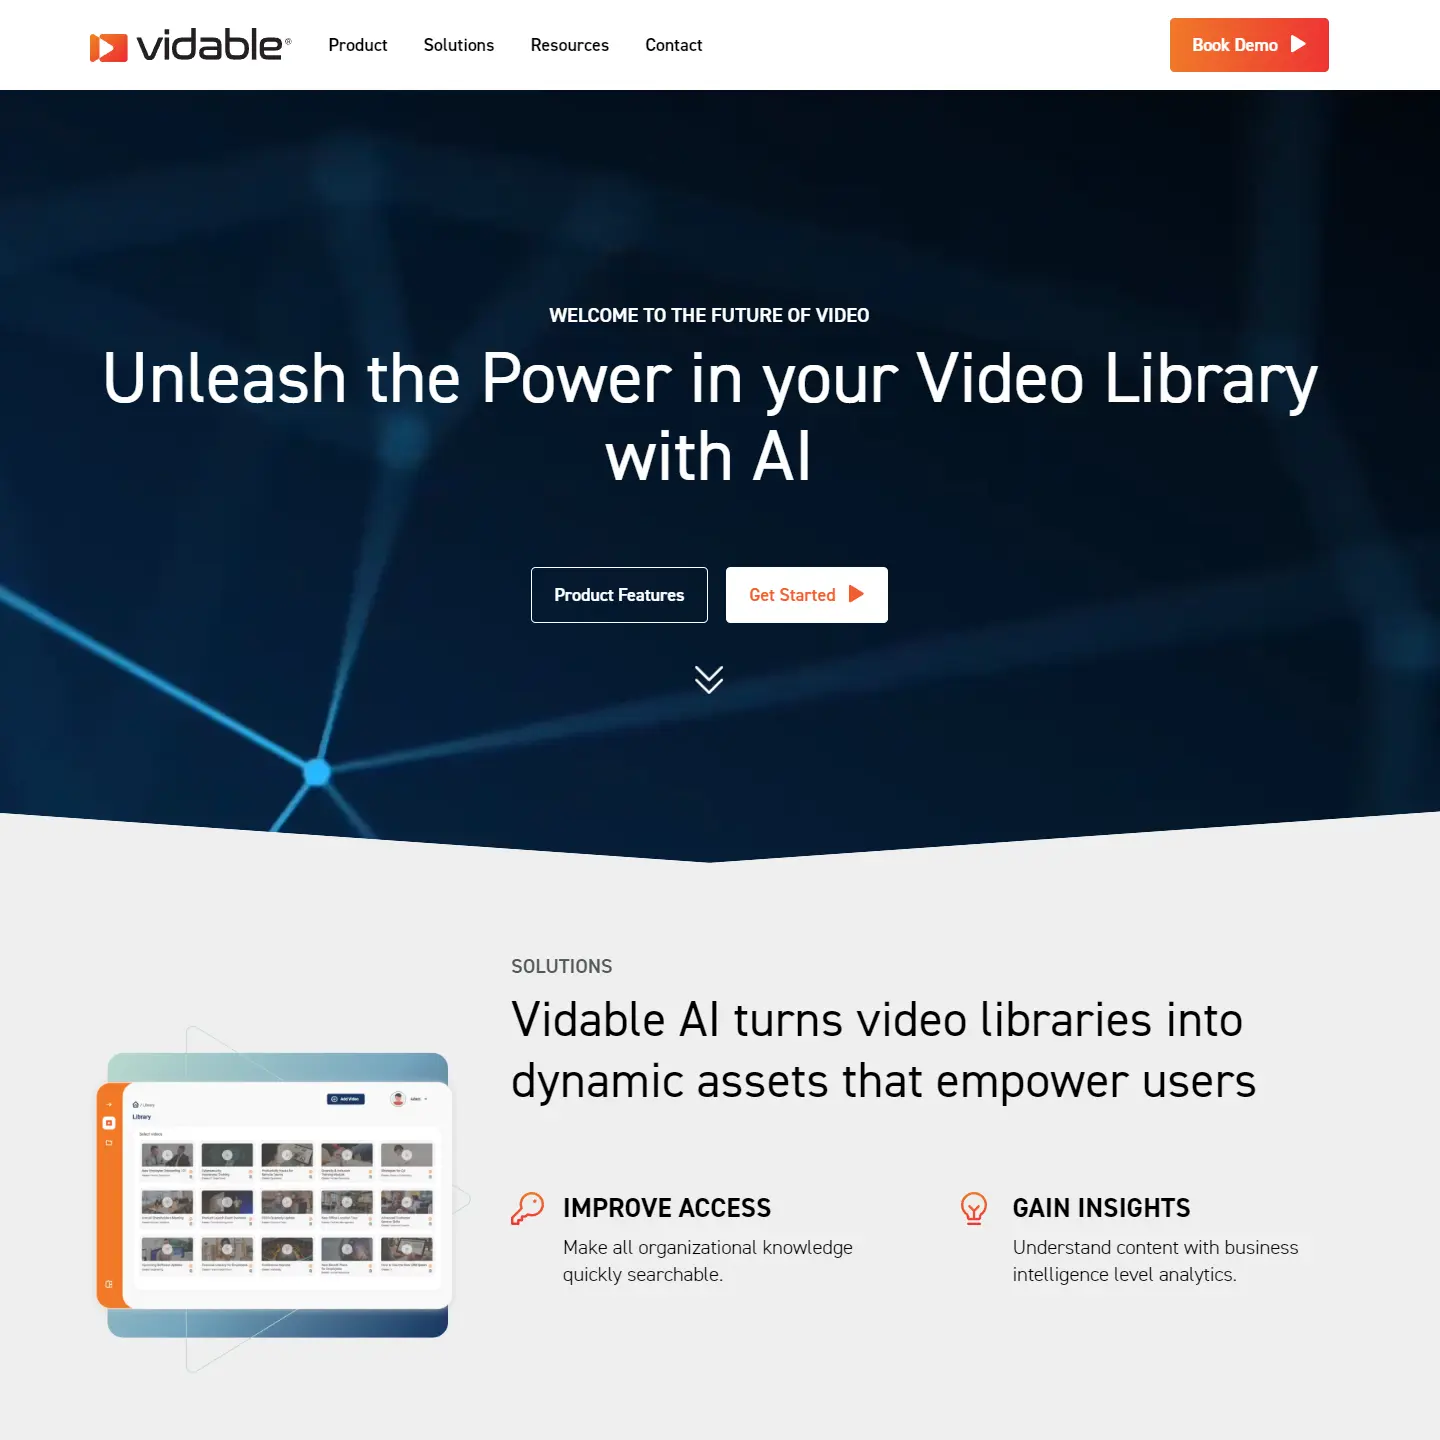 vidable®
Product
Solutions
Resources
Contact
Book Demo
WELCOME TO THE FUTURE OF VIDEO
Unleash the Power in your Video Library
with AI
Product Features
Get Started
SOLUTIONS
Vidable AI turns video libraries into
dynamic assets that empower users
/ Library
Add Video
Library
Select videos
IMPROVE ACCESS
Make all organizational knowledge
quickly searchable.
GAIN INSIGHTS
Understand content with business
intelligence level analytics.